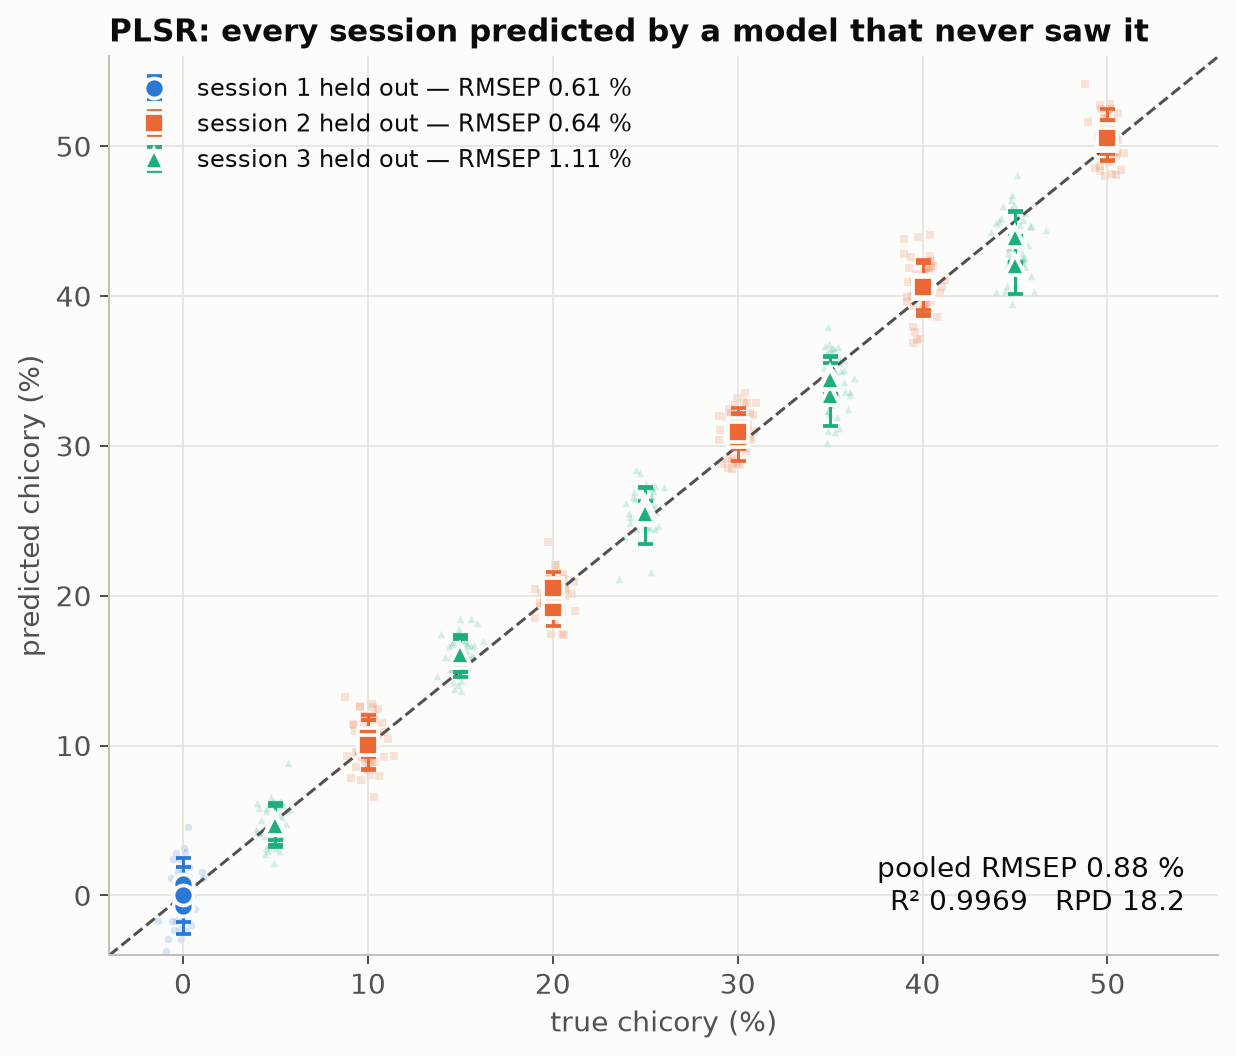 PLSR: every session predicted by a model that never saw it
session 1 held out — RMSEP 0.61 %
session 2 held out — RMSEP 0.64 %
session 3 held out — RMSEP 1.11 %
50
40
30
20
10
0
predicted chicory (%)
pooled RMSEP 0.88 %
R² 0.9969 RPD 18.2
0 10 20 30 40 50
true chicory (%)